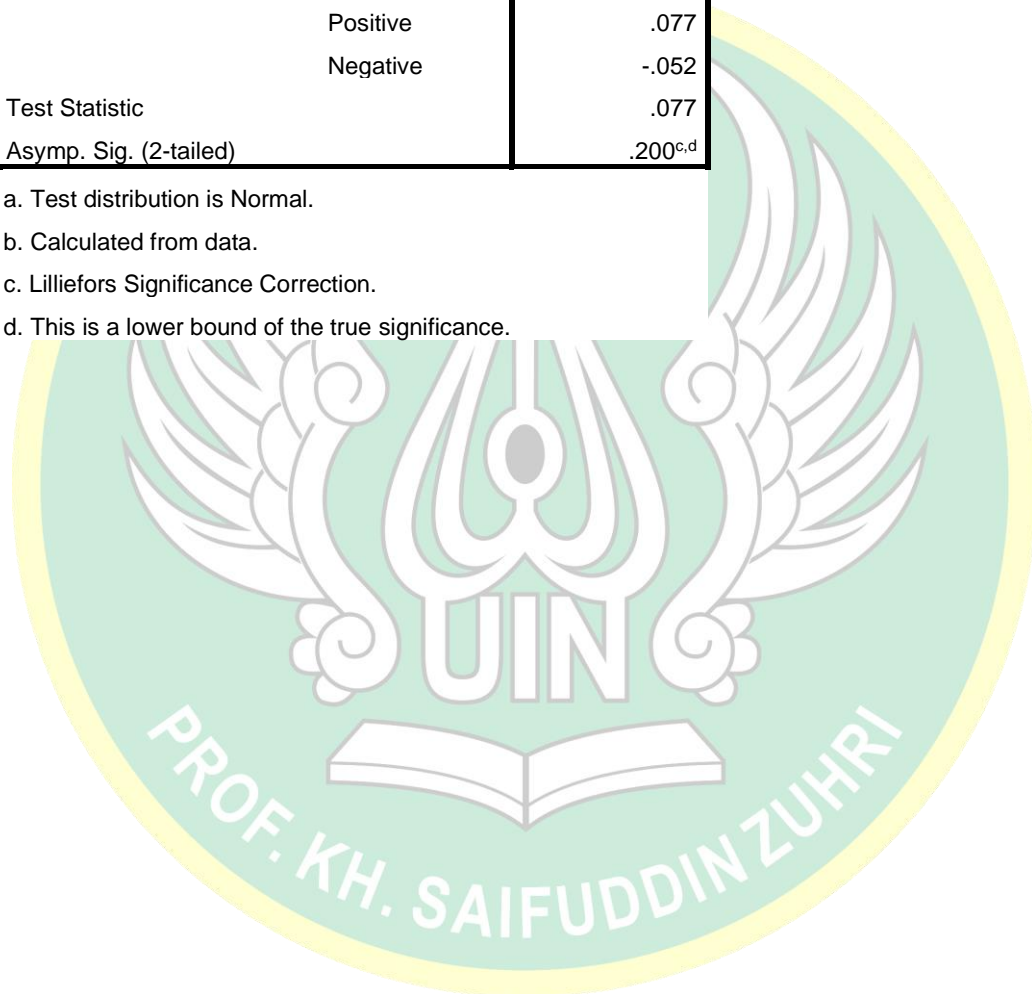 Positive .077
Negative -.052
Test Statistic .077
Asymp. Sig. (2-tailed) .200c,d
a. Test distribution is Normal.
b. Calculated from data.
c. Lilliefors Significance Correction.
d. This is a lower bound of the true significance.
UIN
PROF. KH. SAIFUDDIN ZUHRI